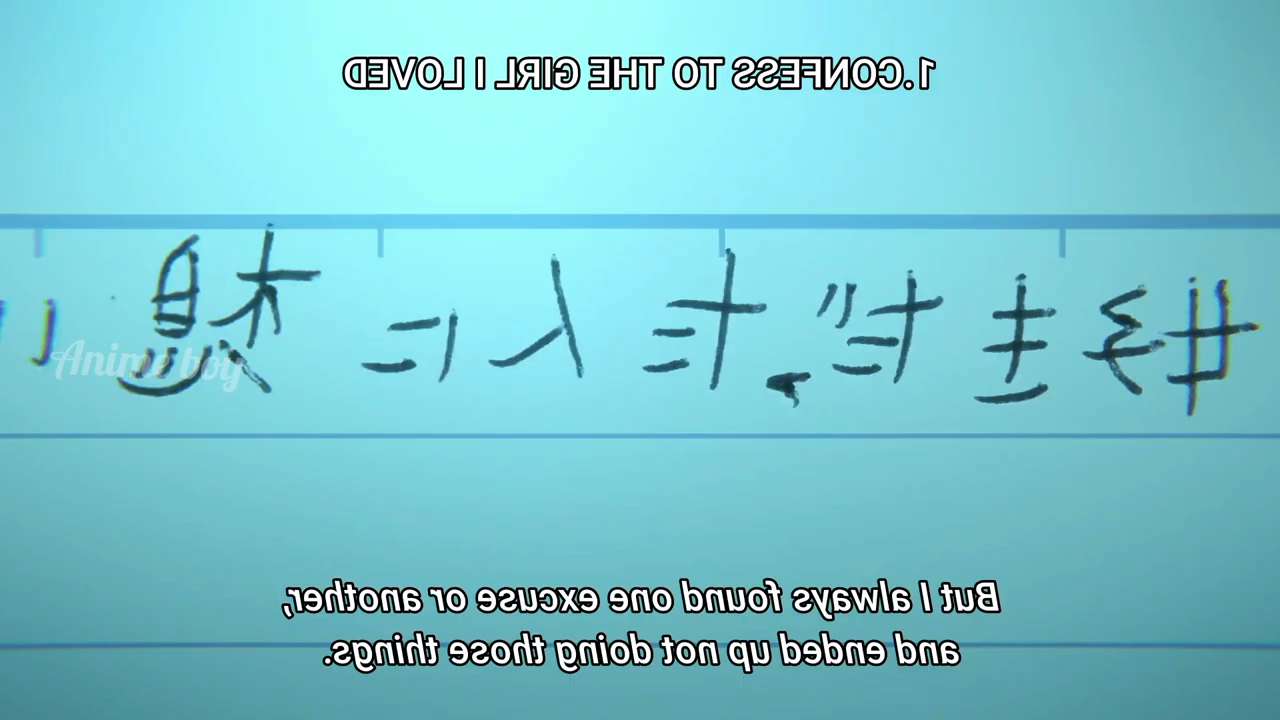 1.CONFESS TO THE GIRL I LOVED
好きだった人に想い
Anime boy
But I always found one excuse or another,
and ended up not doing those things.